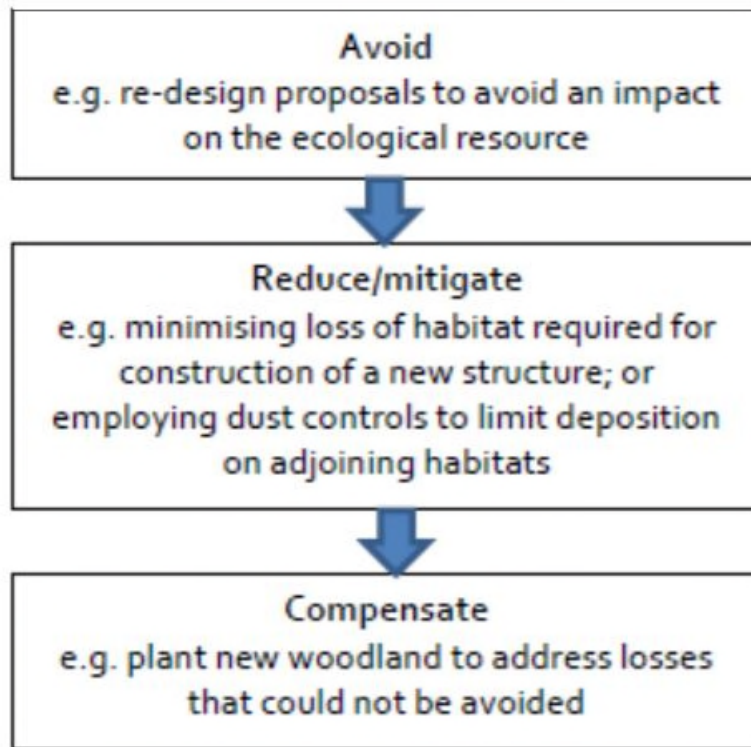 Avoid
e.g. re-design proposals to avoid an impact
on the ecological resource
Reduce/mitigate
e.g. minimising loss of habitat required for
construction of a new structure; or
employing dust controls to limit deposition
on adjoining habitats
Compensate
e.g. plant new woodland to address losses
that could not be avoided